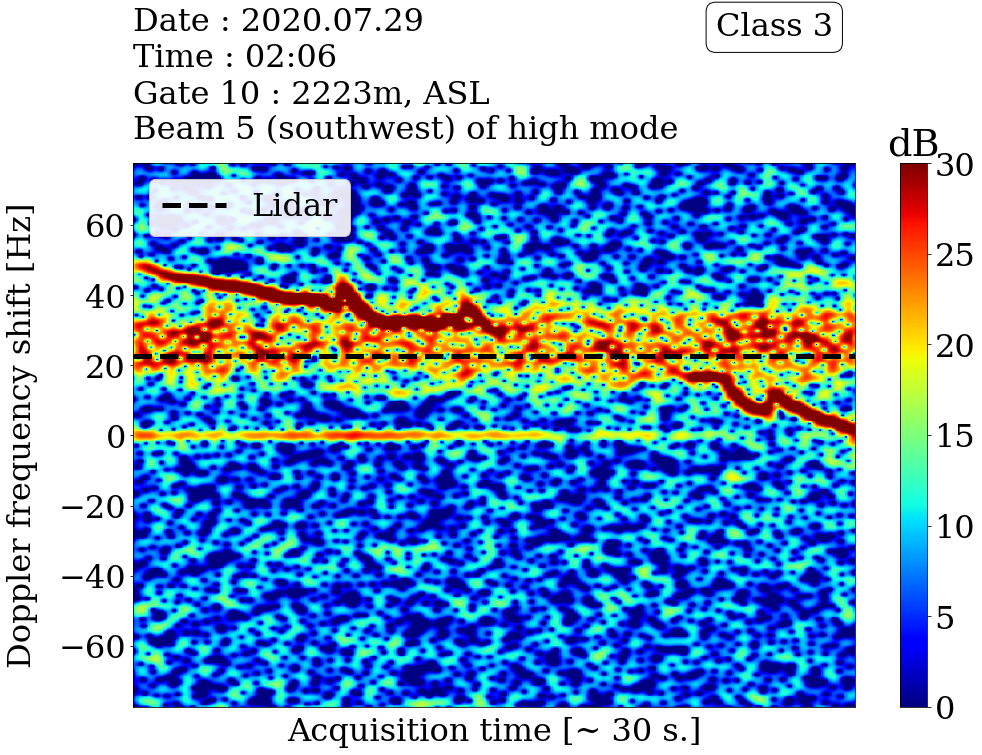 Date : 2020.07.29
Time : 02:06
Gate 10 : 2223m, ASL
Beam 5 (southwest) of high mode
Class 3
dB
Lidar
Doppler frequency shift [Hz]
60
40
20
0
−20
−40
−60
Acquisition time [~ 30 s.]
30
25
20
15
10
5
0